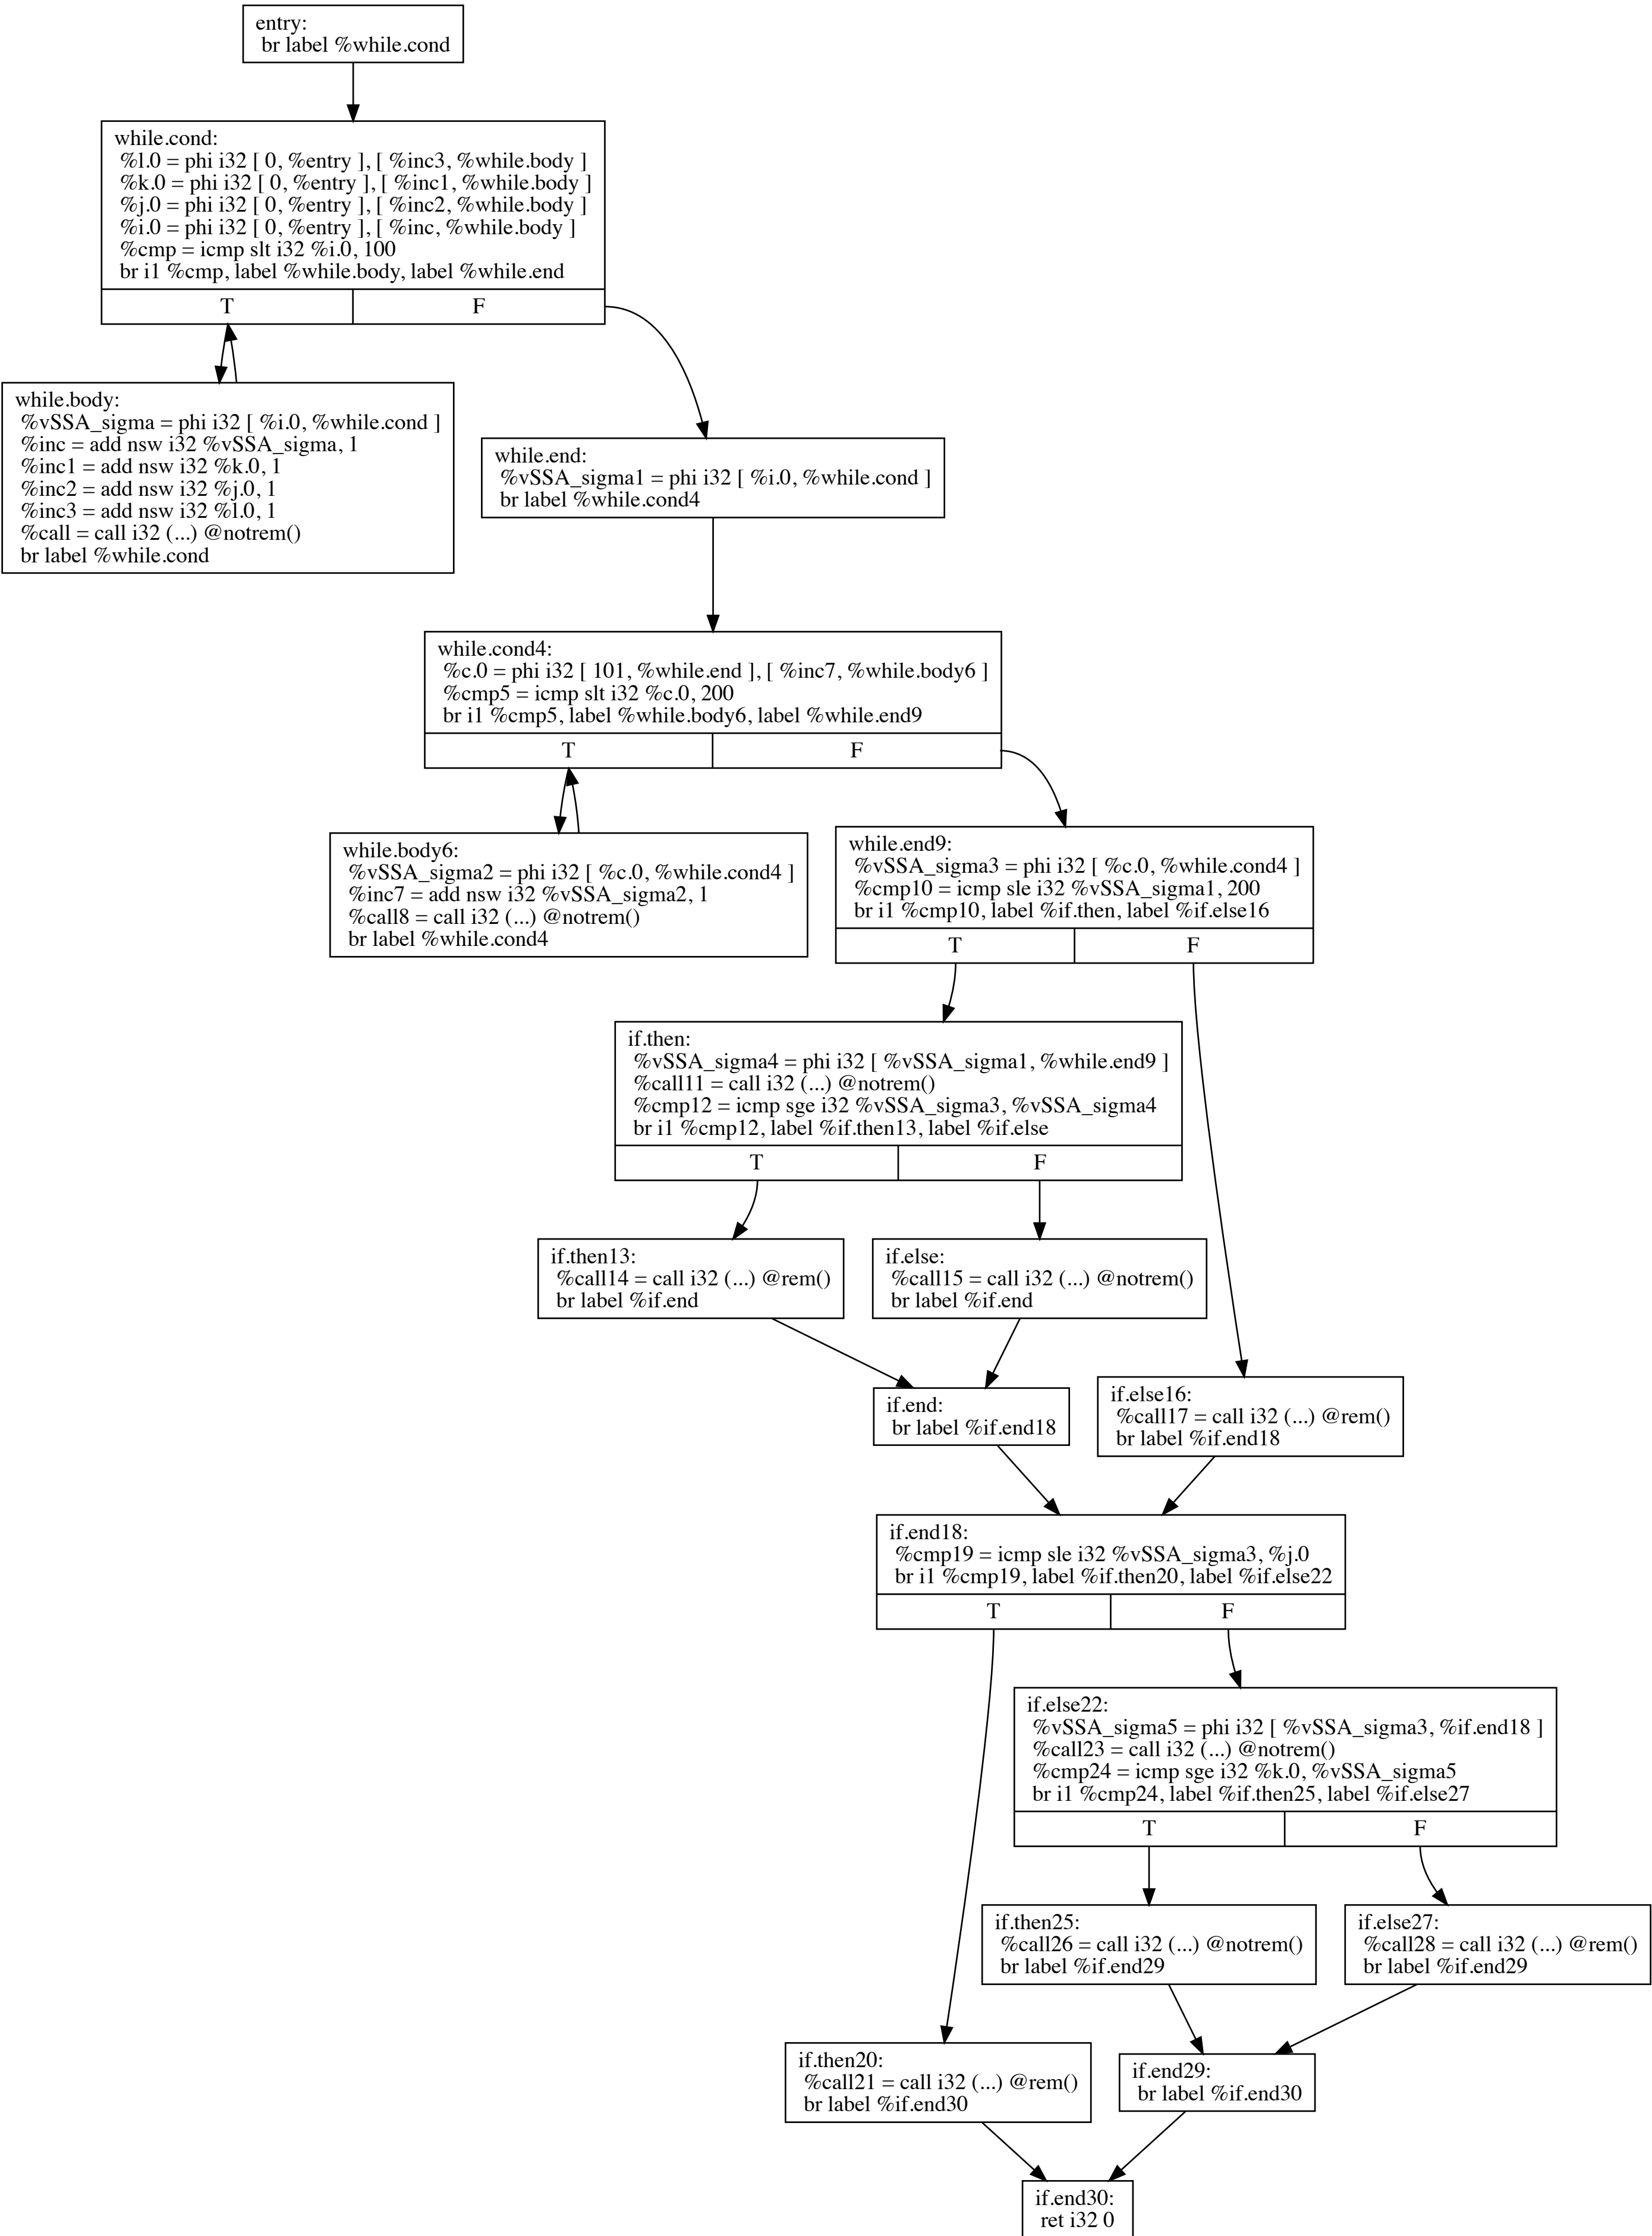 entry:
br label %while.cond
while.cond:
%l.0 = phi i32 [ 0, %entry ], [ %inc3, %while.body ]
%k.0 = phi i32 [ 0, %entry ], [ %inc1, %while.body ]
%j.0 = phi i32 [ 0, %entry ], [ %inc2, %while.body ]
%i.0 = phi i32 [ 0, %entry ], [ %inc, %while.body ]
%cmp = icmp slt i32 %i.0, 100
br i1 %cmp, label %while.body, label %while.end
T F
while.body:
%vSSA_sigma = phi i32 [ %i.0, %while.cond ]
%inc = add nsw i32 %vSSA_sigma, 1
%inc1 = add nsw i32 %k.0, 1
%inc2 = add nsw i32 %j.0, 1
%inc3 = add nsw i32 %l.0, 1
%call = call i32 (...) @notrem()
br label %while.cond
while.end:
%vSSA_sigma1 = phi i32 [ %i.0, %while.cond ]
br label %while.cond4
while.cond4:
%c.0 = phi i32 [ 101, %while.end ], [ %inc7, %while.body6 ]
%cmp5 = icmp slt i32 %c.0, 200
br i1 %cmp5, label %while.body6, label %while.end9
T F
while.body6:
%vSSA_sigma2 = phi i32 [ %c.0, %while.cond4 ]
%inc7 = add nsw i32 %vSSA_sigma2, 1
%call8 = call i32 (...) @notrem()
br label %while.cond4
while.end9:
%vSSA_sigma3 = phi i32 [ %c.0, %while.cond4 ]
%cmp10 = icmp sle i32 %vSSA_sigma1, 200
br i1 %cmp10, label %if.then, label %if.else16
T F
if.then:
%vSSA_sigma4 = phi i32 [ %vSSA_sigma1, %while.end9 ]
%call11 = call i32 (...) @notrem()
%cmp12 = icmp sge i32 %vSSA_sigma3, %vSSA_sigma4
br i1 %cmp12, label %if.then13, label %if.else
T F
if.then13:
%call14 = call i32 (...) @rem()
br label %if.end
if.else:
%call15 = call i32 (...) @notrem()
br label %if.end
if.end:
br label %if.end18
if.else16:
%call17 = call i32 (...) @rem()
br label %if.end18
if.end18:
%cmp19 = icmp sle i32 %vSSA_sigma3, %j.0
br i1 %cmp19, label %if.then20, label %if.else22
T F
if.else22:
%vSSA_sigma5 = phi i32 [ %vSSA_sigma3, %if.end18 ]
%call23 = call i32 (...) @notrem()
%cmp24 = icmp sge i32 %k.0, %vSSA_sigma5
br i1 %cmp24, label %if.then25, label %if.else27
T F
if.then25:
%call26 = call i32 (...) @notrem()
br label %if.end29
if.else27:
%call28 = call i32 (...) @rem()
br label %if.end29
if.then20:
%call21 = call i32 (...) @rem()
br label %if.end30
if.end29:
br label %if.end30
if.end30:
ret i32 0